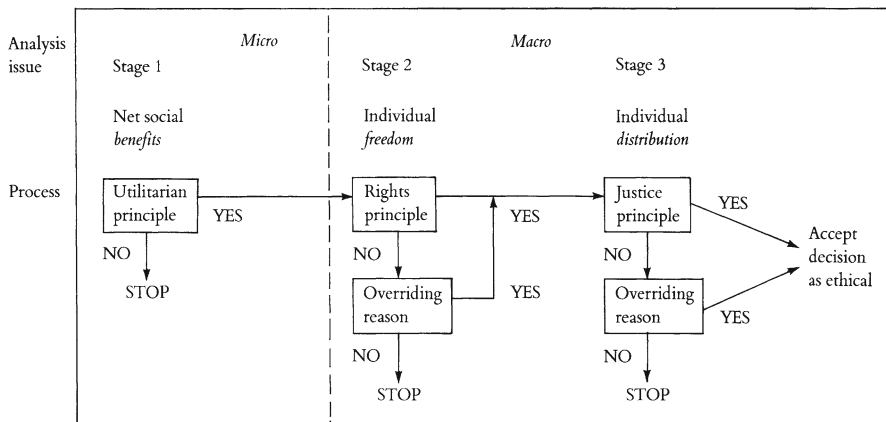 Analysis
issue
Micro
Macro
Stage 1
Stage 2
Stage 3
Net social
benefits
Individual
freedom
Individual
distribution
Process
Utilitarian
principle
YES
Rights
principle
YES
Justice
principle
YES
NO
STOP
NO
NO
Accept
decision
as ethical
Overriding
reason
YES
Overriding
reason
YES
NO
STOP
NO
STOP